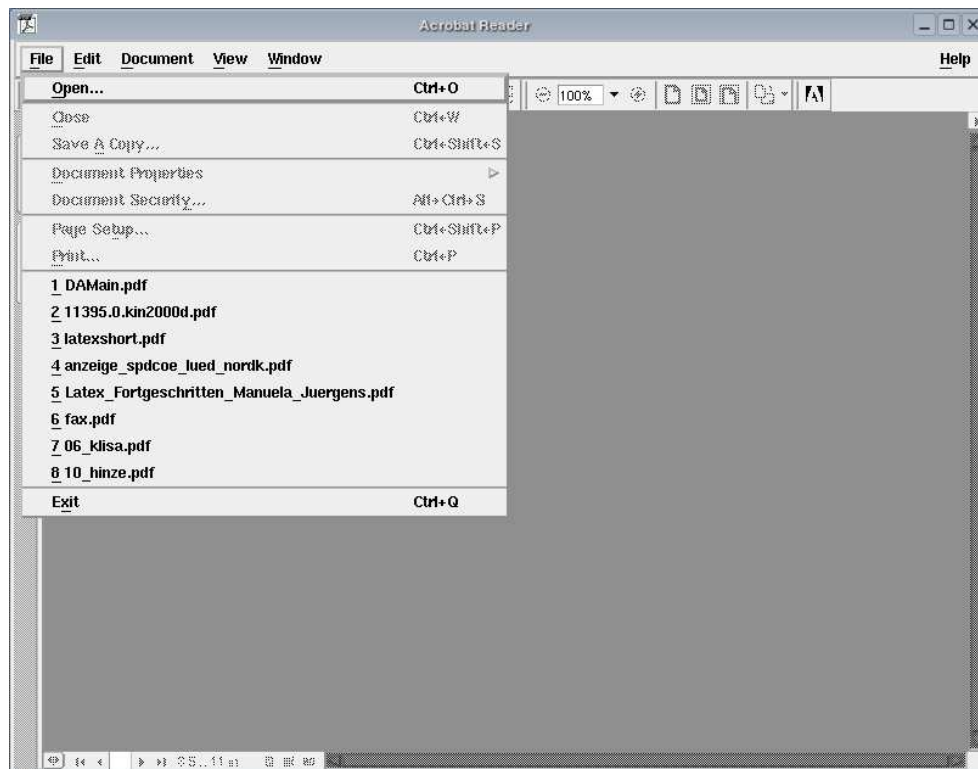 Acrobat Reader
File Edit Document View Window Help
Open... Ctrl+O
100%
Close Ctrl+W
Save A Copy... Ctrl+Shift+S
Document Properties
Document Security... Alt+Ctrl+S
Page Setup... Ctrl+Shift+P
Print... Ctrl+P
1 DAMain.pdf
2 11395.0.kin2000d.pdf
3 latexshort.pdf
4 anzeige_spdcoe_lued_nordk.pdf
5 Latex_Fortgeschritten_Manuela_Juergens.pdf
6 fax.pdf
7 06_klisa.pdf
8 10_hinze.pdf
Exit Ctrl+Q